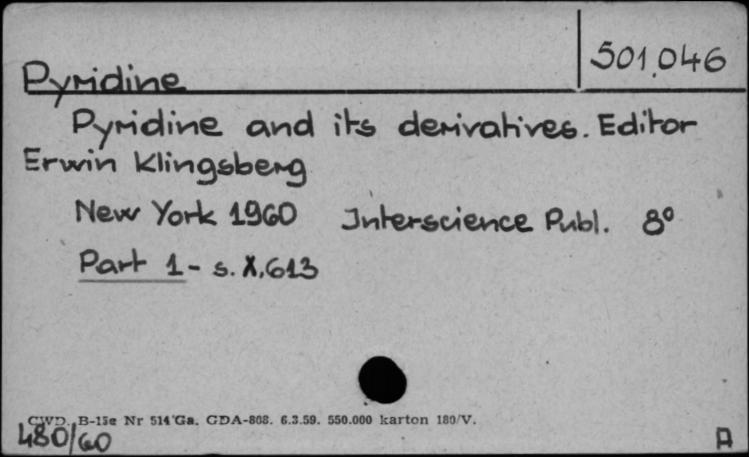 501.046
Pyridine
Pyridine and its derivatives. Editor
Erwin Klingsberg
New York 1960 Interscience Publ. 8°
Part 1 - s. X, 613
CWD. B-15a Nr 514 Ga. GDA-808. 6.3.59. 550.000 karton 180/V.
480/60
A